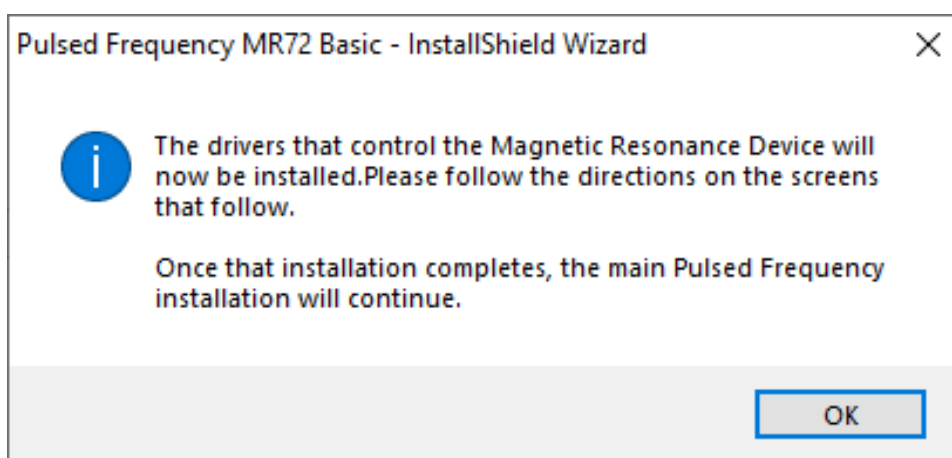 Pulsed Frequency MR72 Basic - InstallShield Wizard
The drivers that control the Magnetic Resonance Device will
now be installed.Please follow the directions on the screens
that follow.
Once that installation completes, the main Pulsed Frequency
installation will continue.
OK